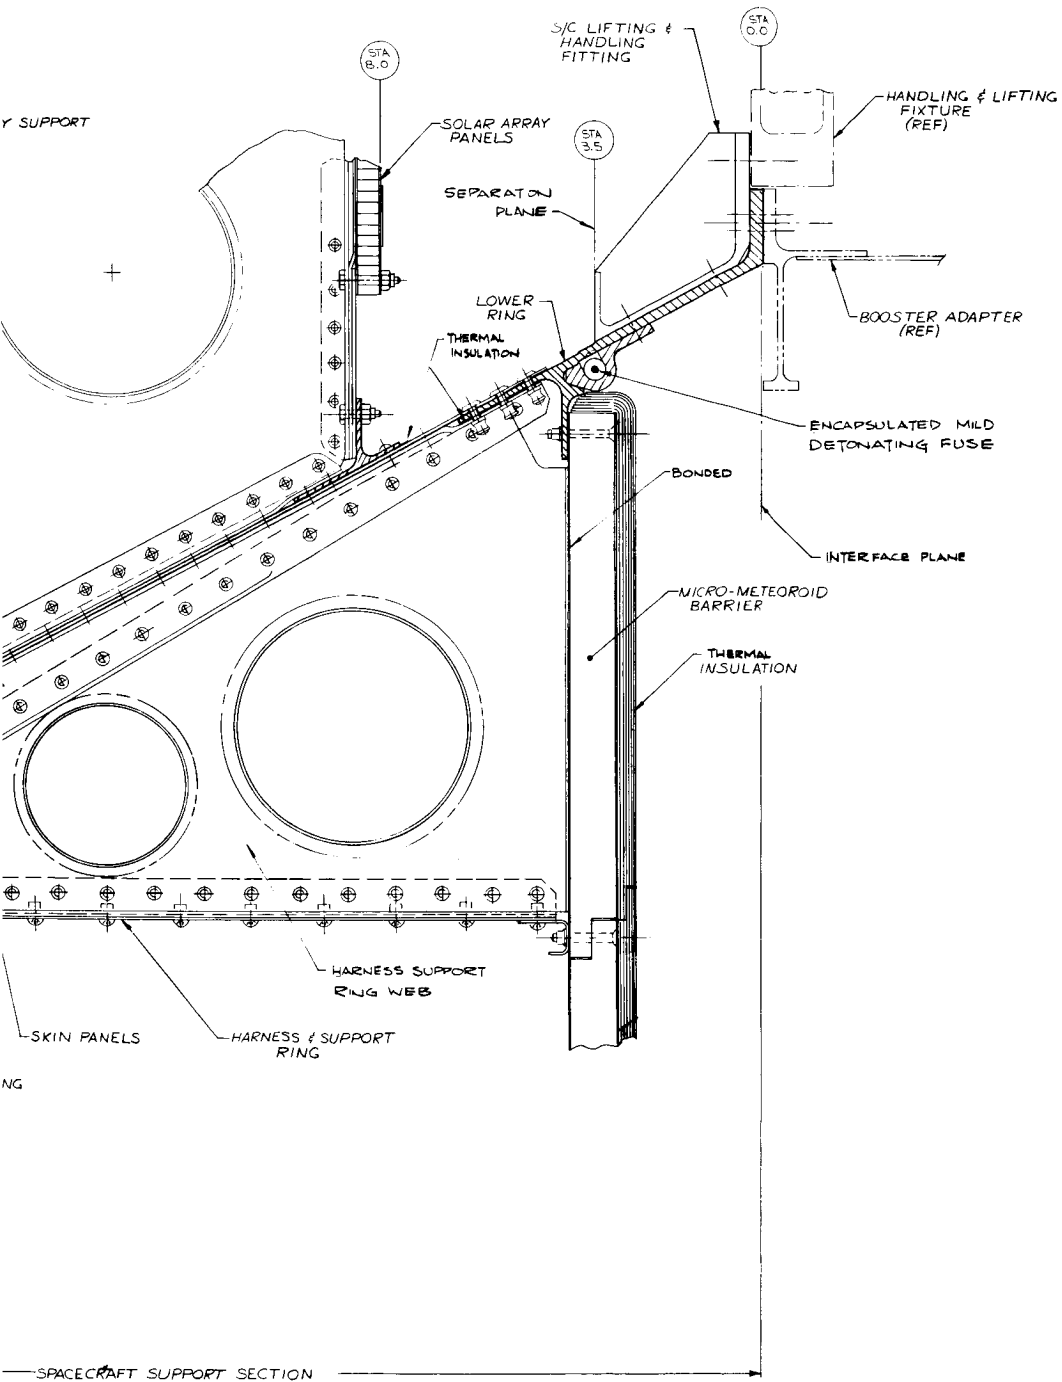 S/C LIFTING &
HANDLING
FITTING
STA
0.0
STA
8.0
HANDLING & LIFTING
FIXTURE
(REF)
Y SUPPORT
SOLAR ARRAY
PANELS
STA
3.5
SEPARATON
PLANE
LOWER
RING
THERMAL
INSULATION
BOOSTER ADAPTER
(REF)
ENCAPSULATED MILD
DETONATING FUSE
BONDED
INTERFACE PLANE
MICRO-METEOROID
BARRIER
THERMAL
INSULATION
HARNESS SUPPORT
RING WEB
SKIN PANELS
HARNESS & SUPPORT
RING
NG
SPACECRAFT SUPPORT SECTION